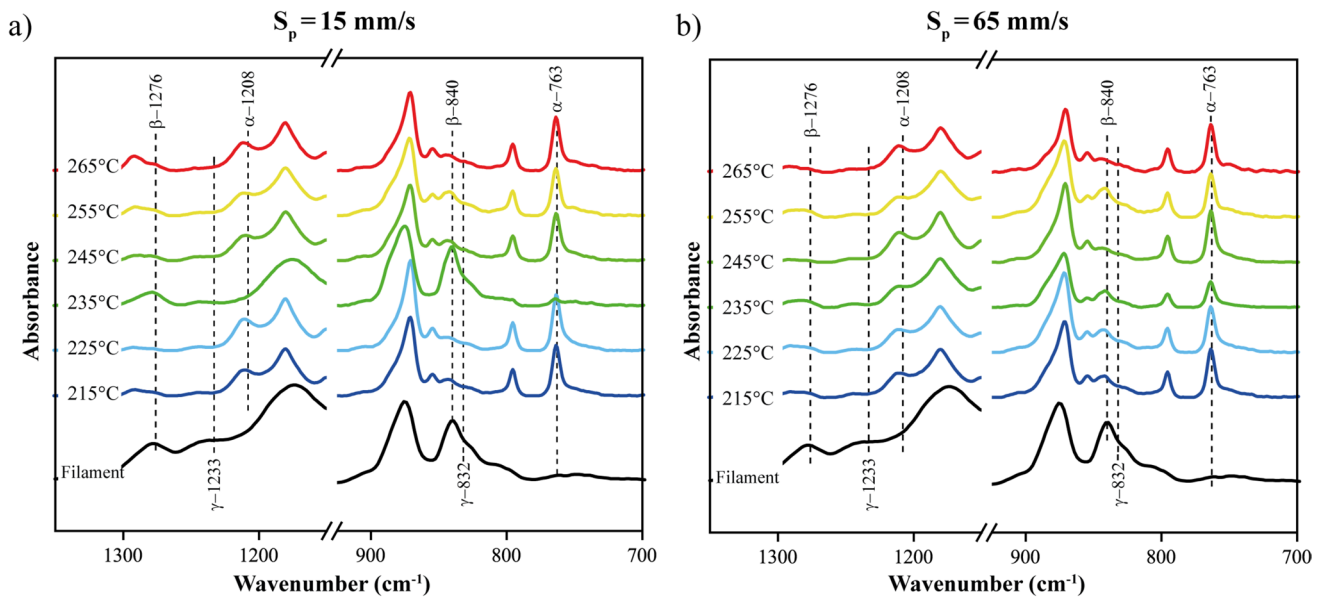 a)
Sp = 15 mm/s
β−1276
α−1208
β−840
α−763
265°C
255°C
245°C
235°C
225°C
215°C
Filament
γ−1233
γ−832
Absorbance
1300
1200
900
800
700
Wavenumber (cm-1)
b)
Sp = 65 mm/s
β−1276
α−1208
β−840
α−763
265°C
255°C
245°C
235°C
225°C
215°C
Filament
γ−1233
γ−832
Absorbance
1300
1200
900
800
700
Wavenumber (cm-1)